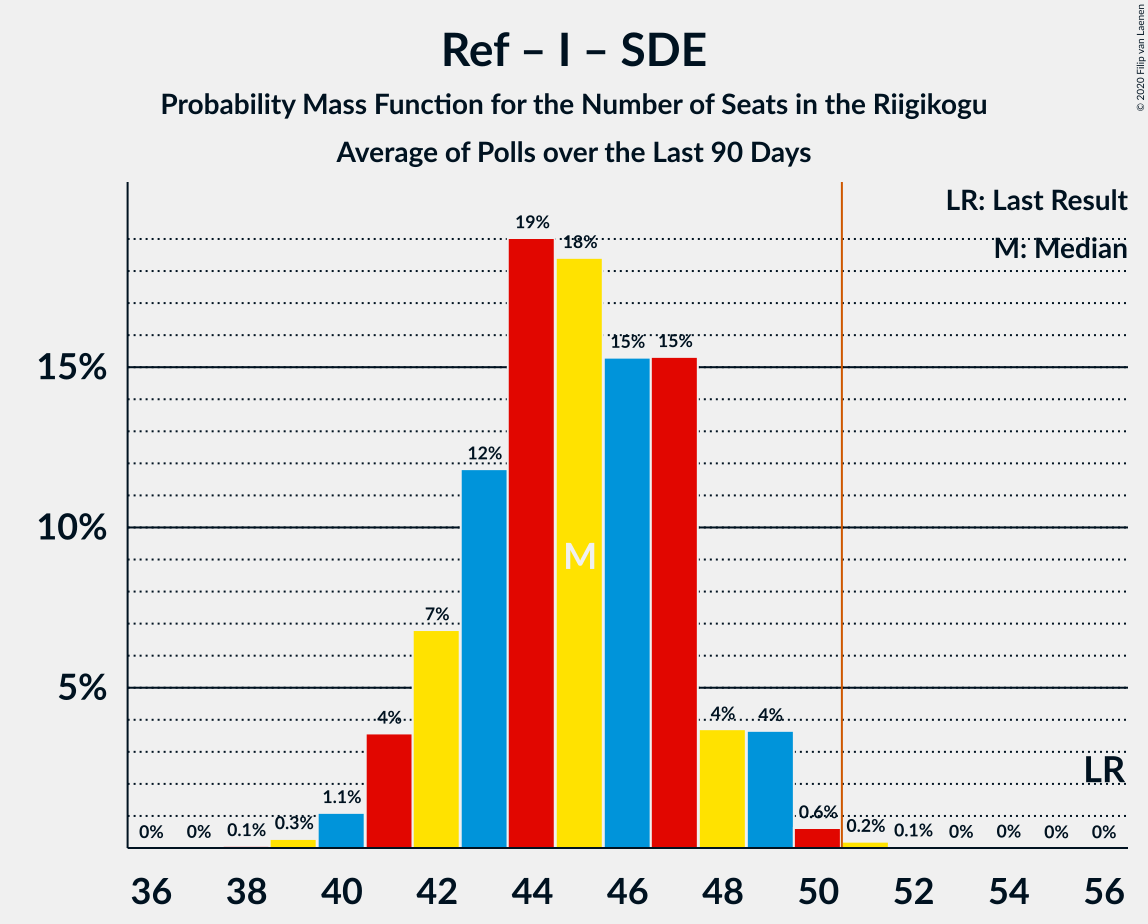 Ref – I – SDE
Probability Mass Function for the Number of Seats in the Riigikogu
Average of Polls over the Last 90 Days
© 2020 Filip van Laenen
LR: Last Result
M: Median
19%
18%
15%
15%
15%
12%
10%
M
7%
5%
4%
4%
4%
LR
1.1%
0.6%
0%
0%
0.1%
0.3%
0.2%
0.1%
0%
0%
0%
0%
36 38 40 42 44 46 48 50 52 54 56